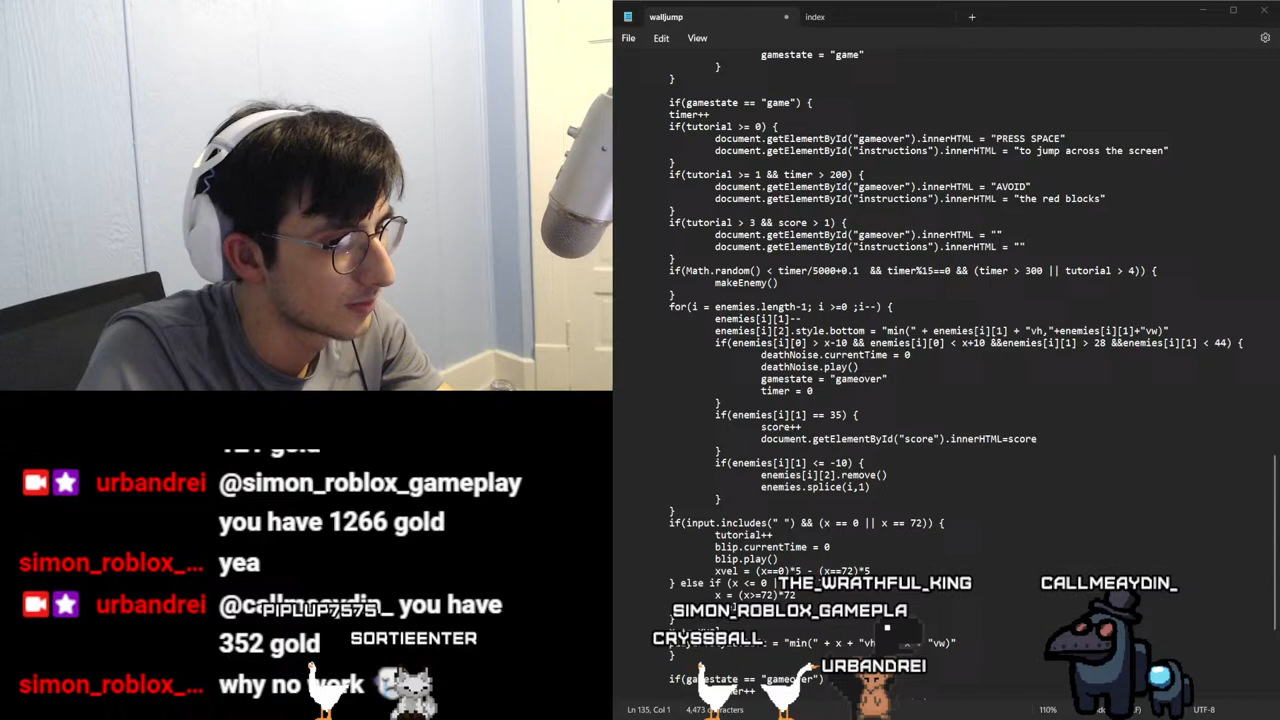 walljump
index
File Edit View
gamestate = "game"
}
}
if(gamestate == "game") {
timer++
if(tutorial >= 0) {
document.getElementById("gameover").innerHTML = "PRESS SPACE"
document.getElementById("instructions").innerHTML = "to jump across the screen"
}
if(tutorial >= 1 && timer > 200) {
document.getElementById("gameover").innerHTML = "AVOID"
document.getElementById("instructions").innerHTML = "the red blocks"
}
if(tutorial > 3 && score > 1) {
document.getElementById("gameover").innerHTML = ""
document.getElementById("instructions").innerHTML = ""
}
if(Math.random() < timer/5000+0.1  && timer%15==0 && (timer > 300 || tutorial > 4)) {
makeEnemy()
}
for(i = enemies.length-1; i >=0 ;i--) {
enemies[i][1]--
enemies[i][2].style.bottom = "min(" + enemies[i][1] + "vh,"+enemies[i][1]+"vw)"
if(enemies[i][0] > x-10 && enemies[i][0] < x+10 &&enemies[i][1] > 28 &&enemies[i][1] < 44) {
deathNoise.currentTime = 0
deathNoise.play()
gamestate = "gameover"
timer = 0
}
if(enemies[i][1] == 35) {
score++
document.getElementById("score").innerHTML=score
}
if(enemies[i][1] <= -10) {
enemies[i][2].remove()
enemies.splice(i,1)
}
}
if(input.includes(" ") && (x == 0 || x == 72)) {
tutorial++
blip.currentTime = 0
blip.play()
xvel = (x==0)*5 - (x==72)*5
} else if (x <= 0
x = (x>=72)*72
= "min(" + x + "vh
"vw)"
}
if(gamestate == "gameover")
Ln 135, Col 1
4,473 characters
110%
UTF-8
urbandrei @simon_roblox_gameplay
you have 1266 gold
simon_roblox_... yea
urbandrei @callmeaydin_ you have
352 gold
simon_roblox_... why no work
PIPLUP7575
SORTIEENTER
THE_WRATHFUL_KING
CALLMEAYDIN_
SIMON_ROBLOX_GAMEPLA
CRYSSBALL
URBANDREI